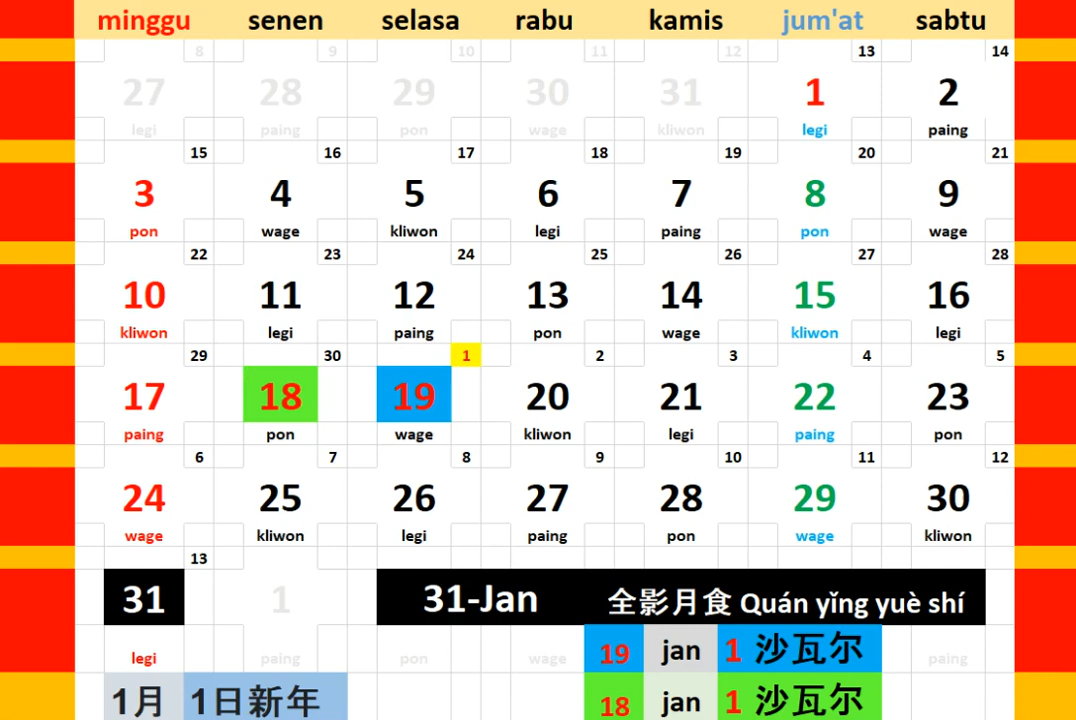 minggu senen selasa rabu kamis jum'at sabtu
8 9 10 11 12 13 14
27 28 29 30 31 1 2
legi paing pon wage kliwon legi paing
15 16 17 18 19 20 21
3 4 5 6 7 8 9
pon wage kliwon legi paing pon wage
22 23 24 25 26 27 28
10 11 12 13 14 15 16
kliwon legi paing pon wage kliwon legi
29 30 1 2 3 4 5
17 18 19 20 21 22 23
paing pon wage kliwon legi paing pon
6 7 8 9 10 11 12
24 25 26 27 28 29 30
wage kliwon legi paing pon wage kliwon
13
31 1 31-Jan 全影月食 Quán yǐng yuè shí
legi paing pon wage 19 jan 1 沙瓦尔 paing
1月 1日新年 18 jan 1 沙瓦尔